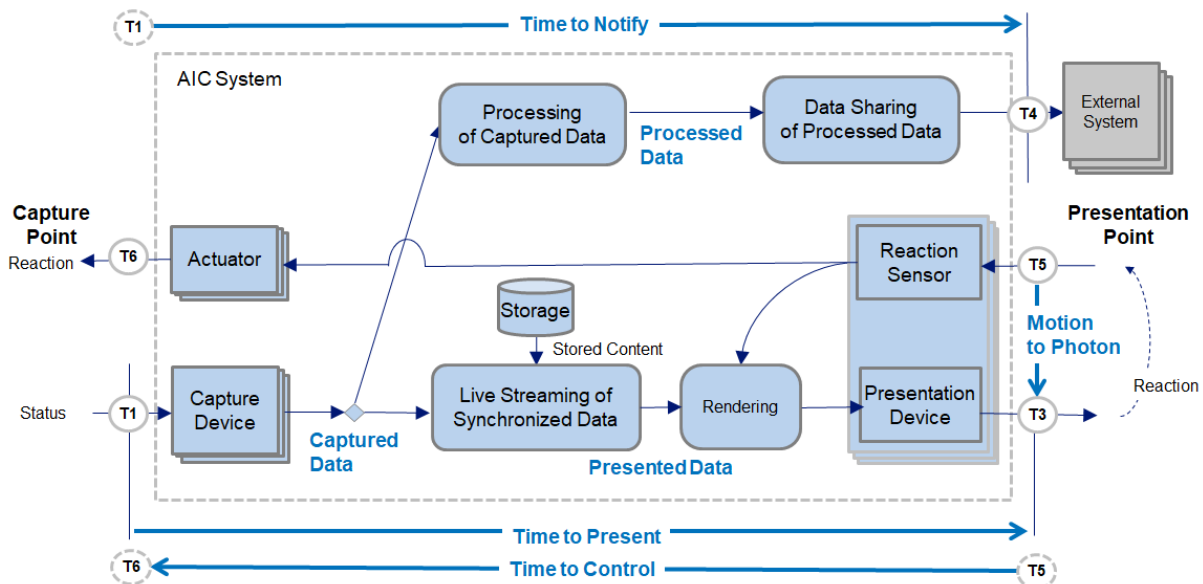 T1
Time to Notify
AIC System
Processing
of Captured Data
Processed
Data
Data Sharing
of Processed Data
T4
External
System
Capture
Point
Reaction
T6
Actuator
Reaction
Sensor
T5
Presentation
Point
Storage
Stored Content
Motion
to Photon
Reaction
Status
T1
Capture
Device
Captured
Data
Live Streaming of
Synchronized Data
Rendering
Presented Data
Presentation
Device
T3
Time to Present
T6
Time to Control
T5